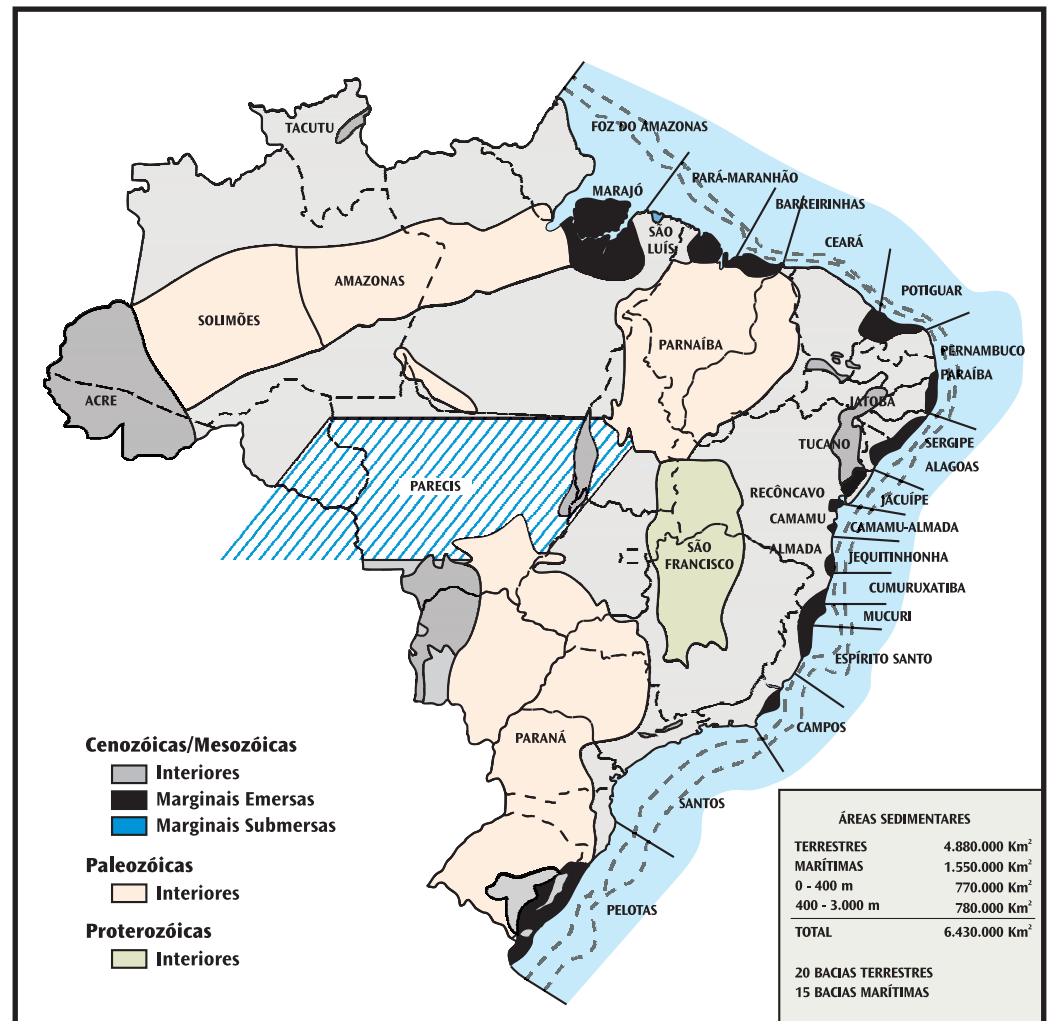 TACUTU
FOZ DO AMAZONAS
MARAJÓ
PARÁ-MARANHÃO
BARREIRINHAS
SÃO
LUÍS
CEARÁ
AMAZONAS
POTIGUAR
SOLIMÕES
PARNAÍBA
PERNAMBUCO
PARAÍBA
ACRE
JATOBÁ
TUCANO
SERGIPE
ALAGOAS
PARECIS
RECÔNCAVO
JACUÍPE
CAMAMU
CAMAMU-ALMADA
SÃO
FRANCISCO
ALMADA
JEQUITINHONHA
CUMURUXATIBA
MUCURI
ESPÍRITO SANTO
CAMPOS
PARANÁ
SANTOS
PELOTAS
Cenozóicas/Mesozóicas
Interiores
Marginais Emersas
Marginais Submersas
Paleozóicas
Interiores
Proterozóicas
Interiores
ÁREAS SEDIMENTARES
TERRESTRES 4.880.000 Km²
MARÍTIMAS 1.550.000 Km²
0 - 400 m 770.000 Km²
400 - 3.000 m 780.000 Km²
TOTAL 6.430.000 Km²
20 BACIAS TERRESTRES
15 BACIAS MARÍTIMAS